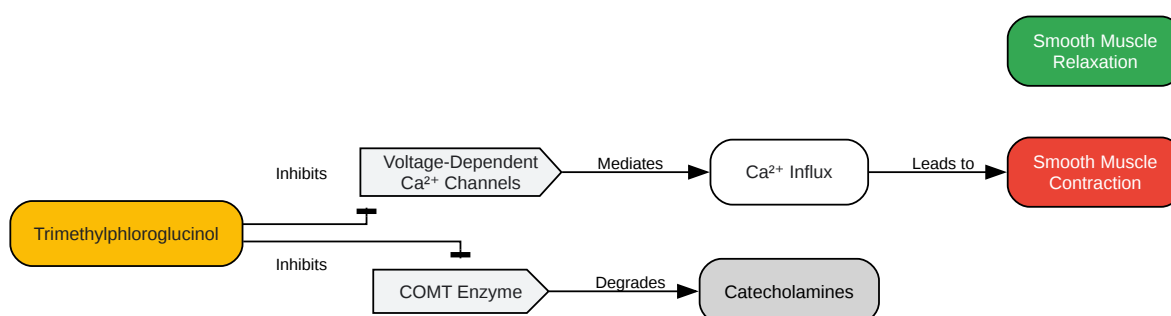 Smooth Muscle
Relaxation
Inhibits
Voltage-Dependent
Ca²⁺ Channels
Mediates
Ca²⁺ Influx
Leads to
Smooth Muscle
Contraction
Trimethylphloroglucinol
Inhibits
COMT Enzyme
Degrades
Catecholamines